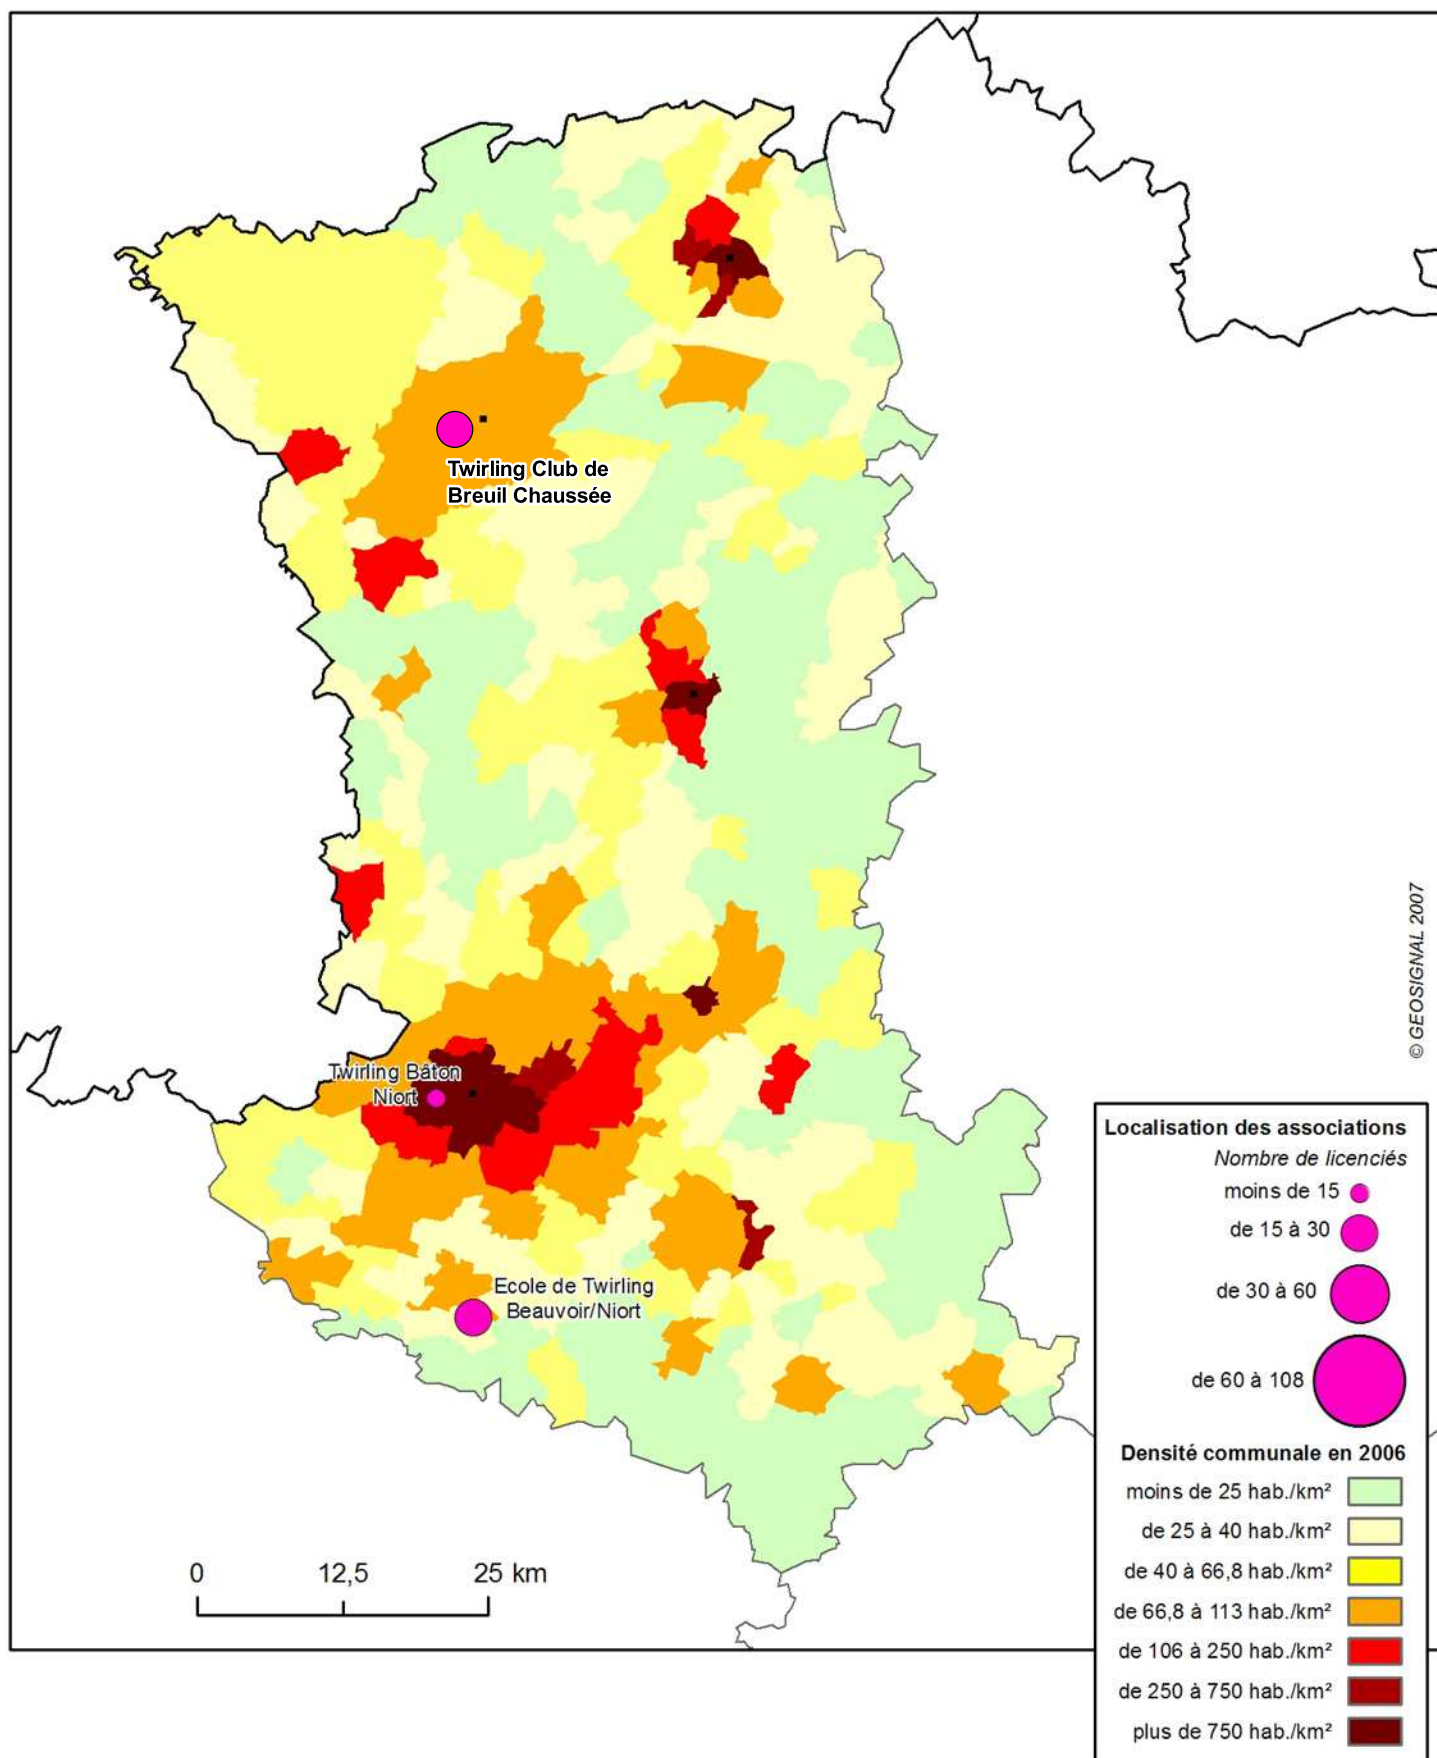 Twirling Club de
Breuil Chaussée
Twirling Bâton
Niort
Ecole de Twirling
Beauvoir/Niort
© GEOSIGNAL 2007
0 12,5 25 km
Localisation des associations
Nombre de licenciés
moins de 15
de 15 à 30
de 30 à 60
de 60 à 108
Densité communale en 2006
moins de 25 hab./km²
de 25 à 40 hab./km²
de 40 à 66,8 hab./km²
de 66,8 à 113 hab./km²
de 106 à 250 hab./km²
de 250 à 750 hab./km²
plus de 750 hab./km²